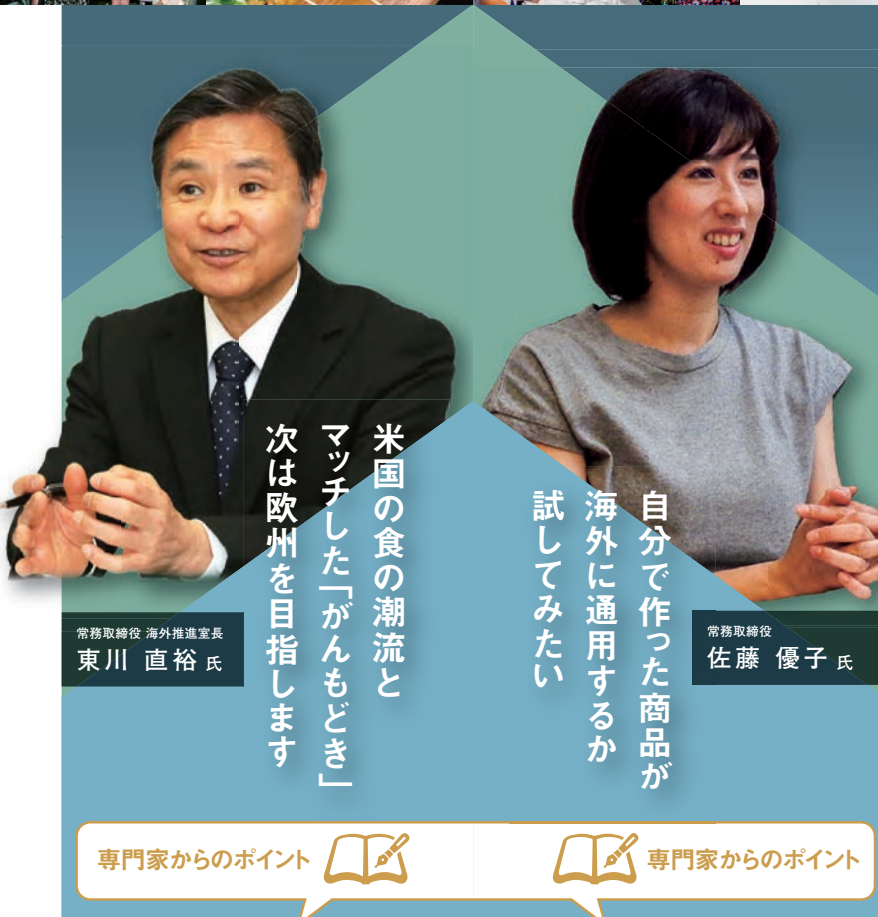 米国の食の潮流と
マッチした「がんもどき」
次は欧州を目指します
常務取締役 海外推進室長
東川 直裕 氏
自分で作った商品が
海外に通用するか
試してみたい
常務取締役
佐藤 優子 氏
専門家からのポイント
専門家からのポイント